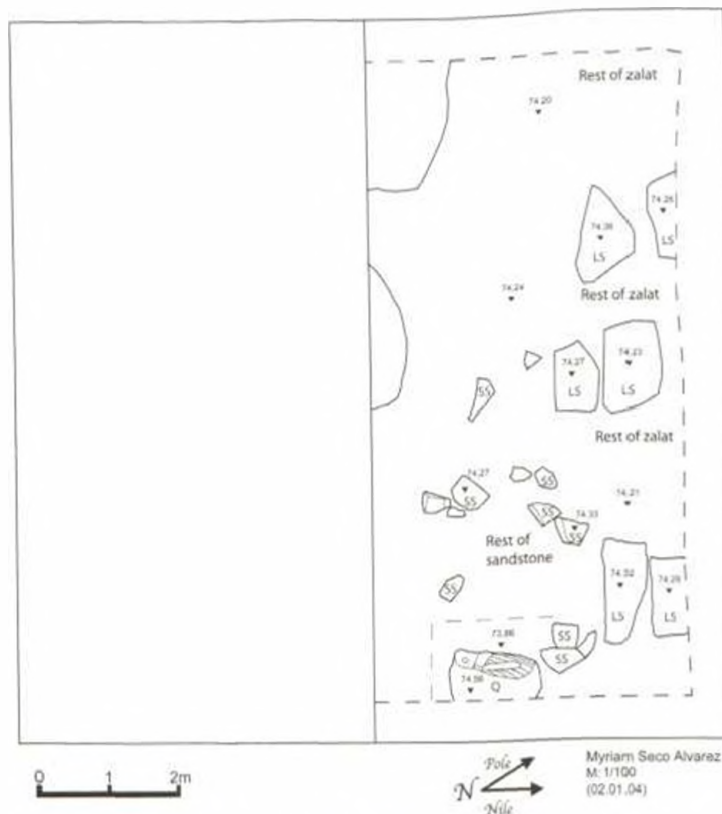 Rest of zalat
74.20
74.26
74.38
LS
LS
74.24
Rest of zalat
74.27
74.23
LS
LS
SS
Rest of zalat
74.27
SS
SS
74.21
SS
74.33
SS
Rest of
sandstone
SS
74.32
74.29
LS
LS
SS
SS
73.86
74.56
Q
0 1 2m
Pole
N
Nile
Myriam Seco Alvarez
M: 1/100
(02.01.04)